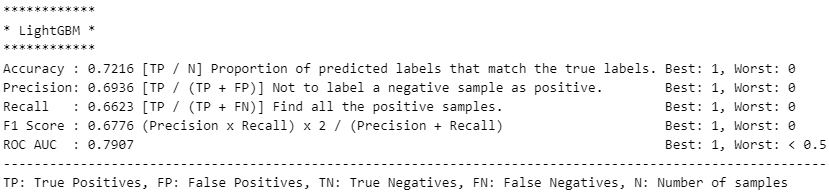 ************
* LightGBM *
************
Accuracy : 0.7216 [TP / N] Proportion of predicted labels that match the true labels. Best: 1, Worst: 0
Precision: 0.6936 [TP / (TP + FP)] Not to label a negative sample as positive.        Best: 1, Worst: 0
Recall   : 0.6623 [TP / (TP + FN)] Find all the positive samples.                     Best: 1, Worst: 0
F1 Score : 0.6776 (Precision x Recall) x 2 / (Precision + Recall)                     Best: 1, Worst: 0
ROC AUC  : 0.7907                                                                     Best: 1, Worst: < 0.5
-----------------------------------------------------------------------------------------------------------
TP: True Positives, FP: False Positives, TN: True Negatives, FN: False Negatives, N: Number of samples